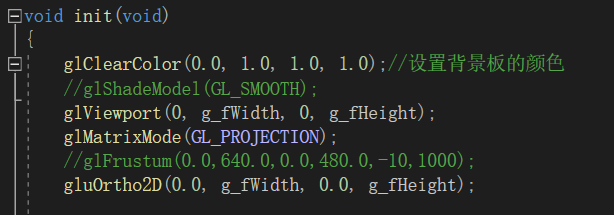 void init(void)
{
glClearColor(0.0, 1.0, 1.0, 1.0);//设置背景板的颜色
//glShadeModel(GL_SMOOTH);
glViewport(0, g_fWidth, 0, g_fHeight);
glMatrixMode(GL_PROJECTION);
//glFrustum(0.0,640.0,0.0,480.0,-10,1000);
gluOrtho2D(0.0, g_fWidth, 0.0, g_fHeight);